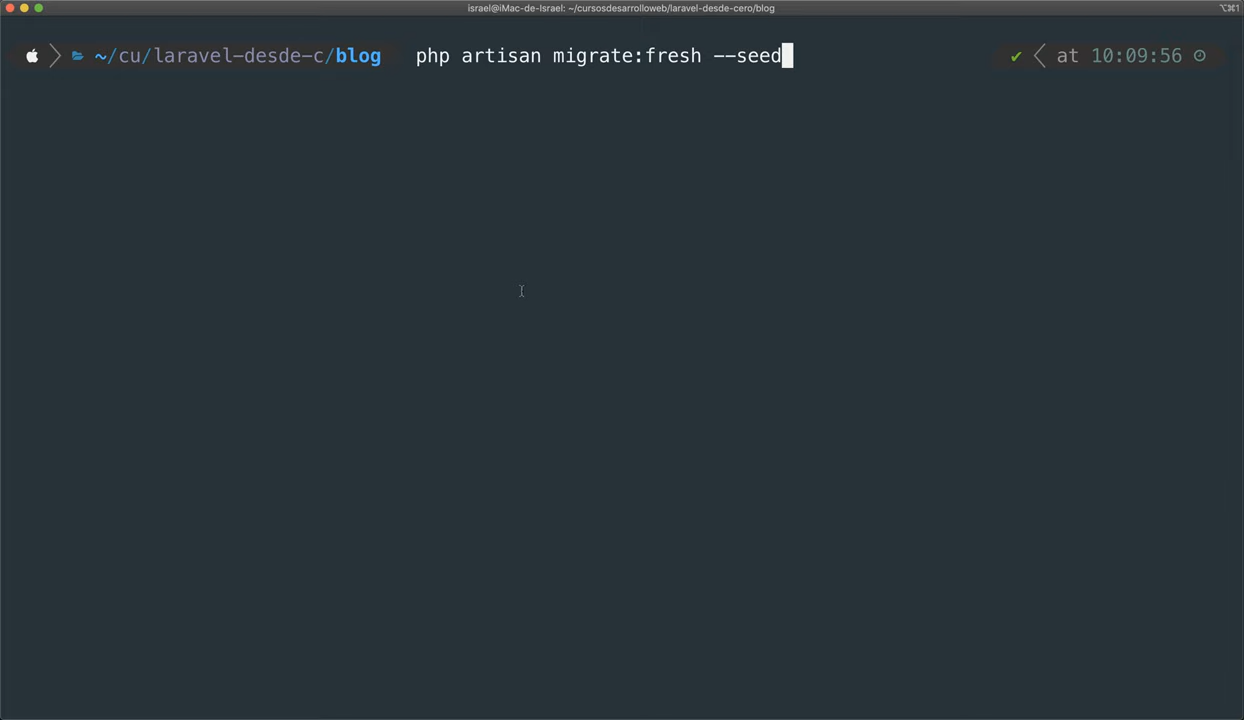 israel@iMac-de-Israel: ~/cursosdesarrolloweb/laravel-desde-cero/blog
⌥⌘1
~/cu/laravel-desde-c/blog php artisan migrate:fresh --seed ✔ at 10:09:56